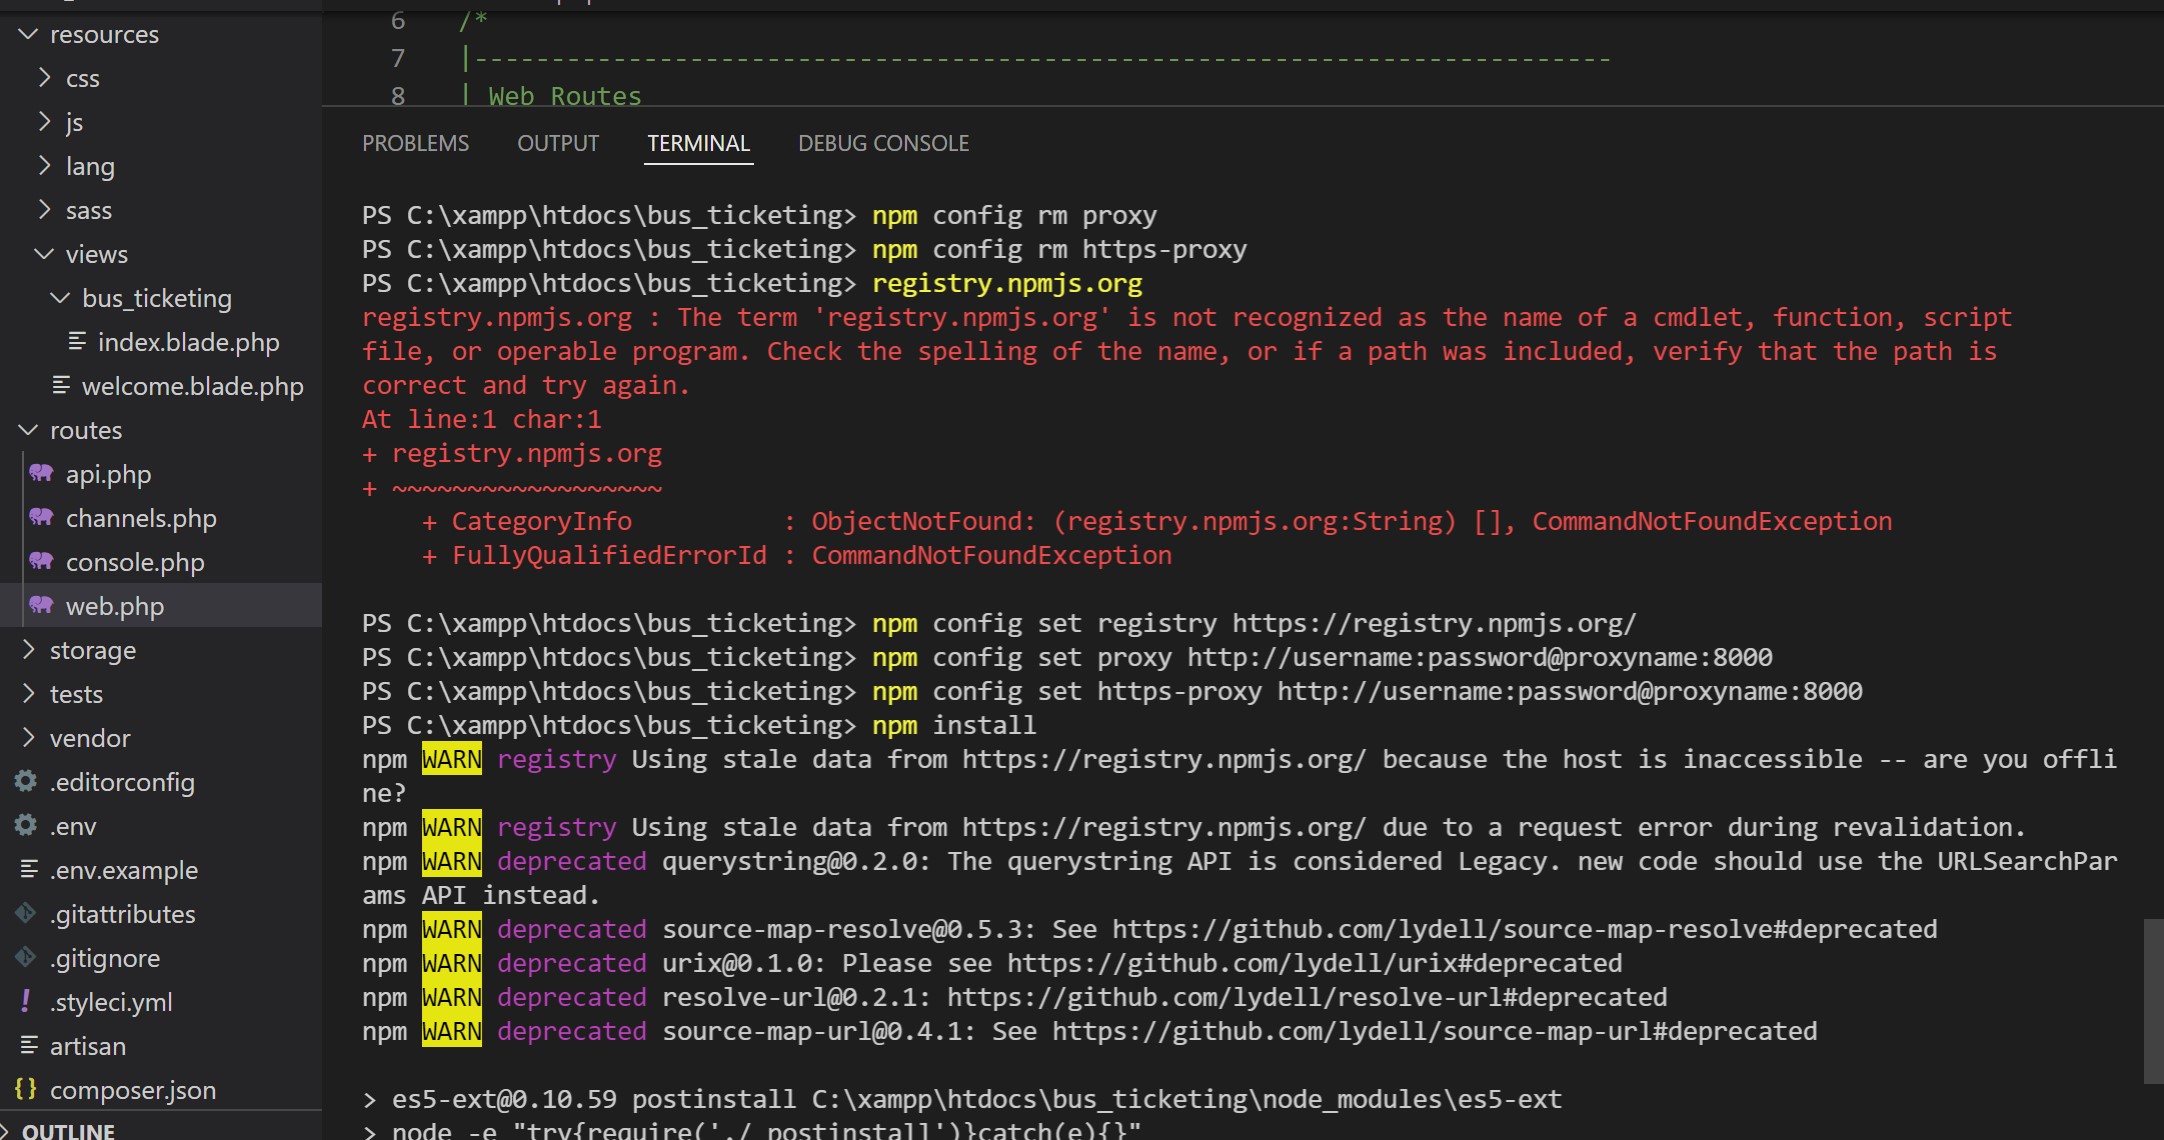 resources
css
js
lang
sass
views
bus_ticketing
index.blade.php
welcome.blade.php
routes
api.php
channels.php
console.php
web.php
storage
tests
vendor
.editorconfig
.env
.env.example
.gitattributes
.gitignore
.styleci.yml
artisan
{} composer.json
OUTLINE
6 /*
7 |--------------------------------------------------------------------------
8 | Web Routes
PROBLEMS OUTPUT TERMINAL DEBUG CONSOLE
PS C:\xampp\htdocs\bus_ticketing> npm config rm proxy
PS C:\xampp\htdocs\bus_ticketing> npm config rm https-proxy
PS C:\xampp\htdocs\bus_ticketing> registry.npmjs.org
registry.npmjs.org : The term 'registry.npmjs.org' is not recognized as the name of a cmdlet, function, script
file, or operable program. Check the spelling of the name, or if a path was included, verify that the path is
correct and try again.
At line:1 char:1
+ registry.npmjs.org
+ ~~~~~~~~~~~~~~~~~~
+ CategoryInfo : ObjectNotFound: (registry.npmjs.org:String) [], CommandNotFoundException
+ FullyQualifiedErrorId : CommandNotFoundException
PS C:\xampp\htdocs\bus_ticketing> npm config set registry https://registry.npmjs.org/
PS C:\xampp\htdocs\bus_ticketing> npm config set proxy http://username:password@proxyname:8000
PS C:\xampp\htdocs\bus_ticketing> npm config set https-proxy http://username:password@proxyname:8000
PS C:\xampp\htdocs\bus_ticketing> npm install
npm WARN registry Using stale data from https://registry.npmjs.org/ because the host is inaccessible -- are you offli
ne?
npm WARN registry Using stale data from https://registry.npmjs.org/ due to a request error during revalidation.
npm WARN deprecated querystring@0.2.0: The querystring API is considered Legacy. new code should use the URLSearchPar
ams API instead.
npm WARN deprecated source-map-resolve@0.5.3: See https://github.com/lydell/source-map-resolve#deprecated
npm WARN deprecated urix@0.1.0: Please see https://github.com/lydell/urix#deprecated
npm WARN deprecated resolve-url@0.2.1: https://github.com/lydell/resolve-url#deprecated
npm WARN deprecated source-map-url@0.4.1: See https://github.com/lydell/source-map-url#deprecated
> es5-ext@0.10.59 postinstall C:\xampp\htdocs\bus_ticketing\node_modules\es5-ext
> node -e "try{require('./_postinstall')}catch(e){}"